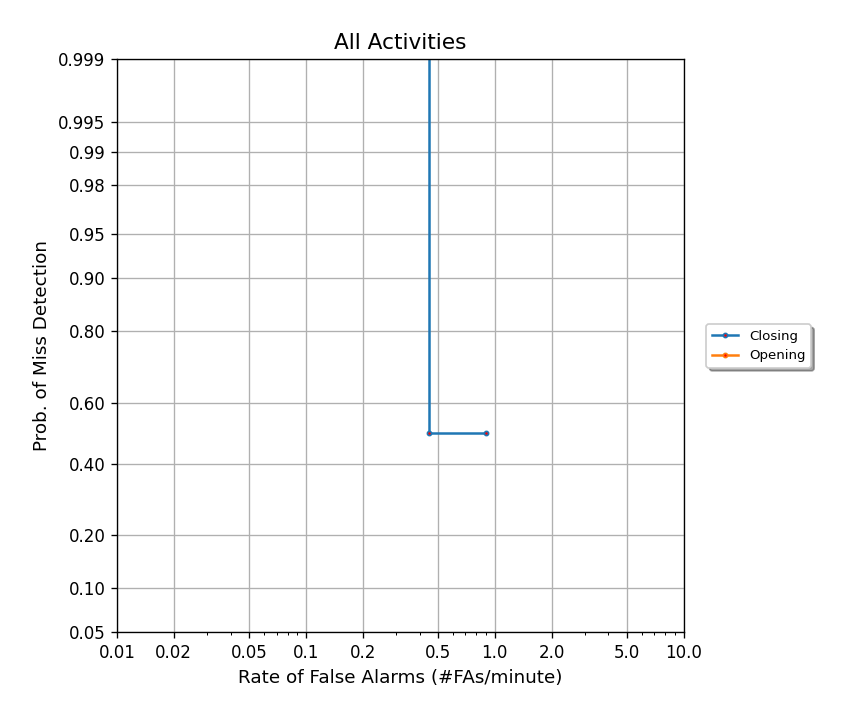 All Activities
0.999
0.995
0.99
0.98
0.95
0.90
0.80
0.60
0.40
0.20
0.10
0.05
Prob. of Miss Detection
0.01 0.02 0.05 0.1 0.2 0.5 1.0 2.0 5.0 10.0
Rate of False Alarms (#FAs/minute)
Closing
Opening